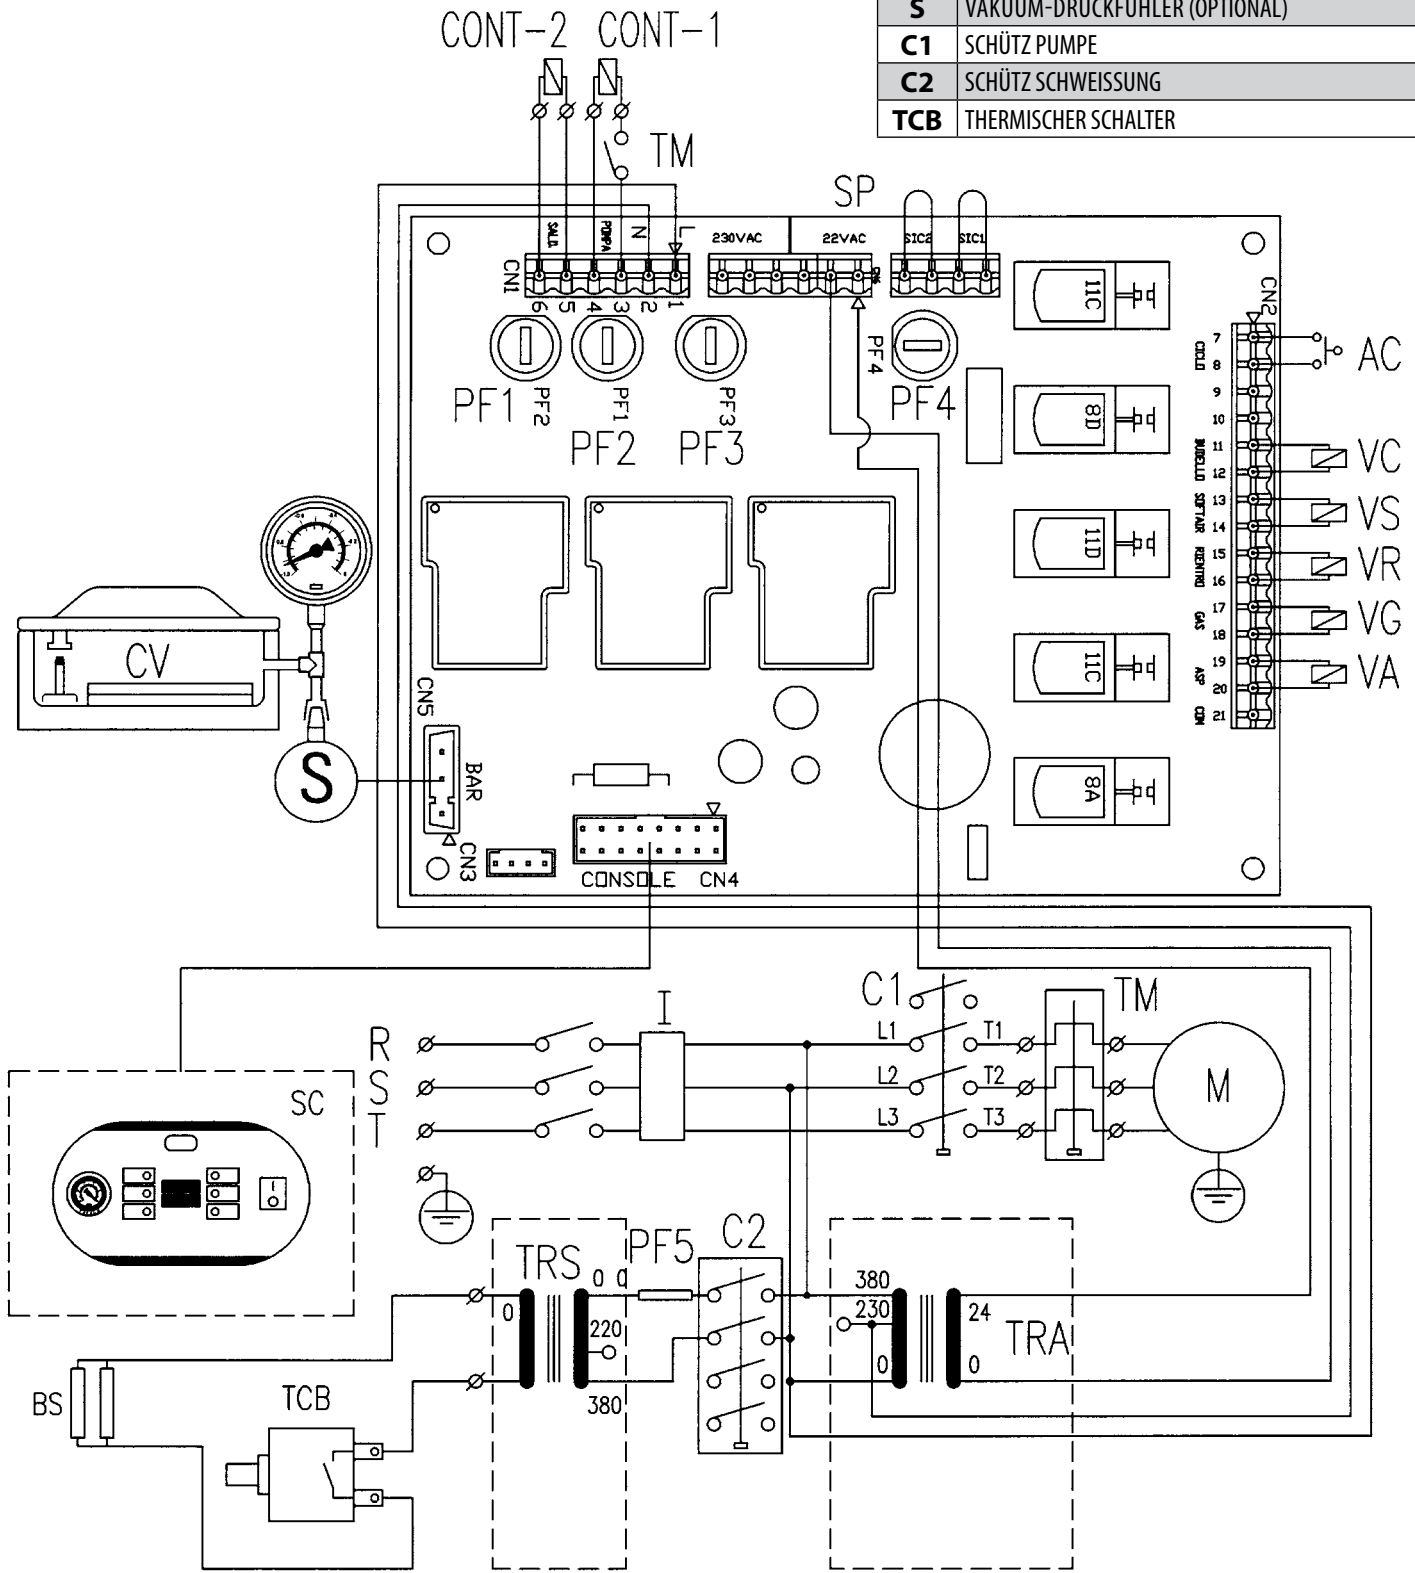 S VAKUUM-DRUCKFÜHLER (OPTIONAL)
C1 SCHÜTZ PUMPE
C2 SCHÜTZ SCHWEISSUNG
TCB THERMISCHER SCHALTER
CONT-2 CONT-1
TM
SP
SALD. POMPA N L 230VAC 22VAC SIC2 SIC1
CN1
6 5 4 3 2 1
PF1 PF2 PF2 PF1 PF3 PF3 PF4 PF4
11C
8D
11D
11C
8A
CN2
7
CICLO 8
9
10
11
BUDELLO 12
13
SOFTAIR 14
15
RIENTRO 16
17
GAS 18
19
ASP 20
COM 21
AC
VC
VS
VR
VG
VA
CV
S
CN5
BAR
CN3
CONSOLE CN4
I
C1
TM
R L1 T1
S L2 T2
T L3 T3
M
SC
TRS
0 0 0
220
380
PF5
C2
380
230
0
24
0
TRA
BS
TCB